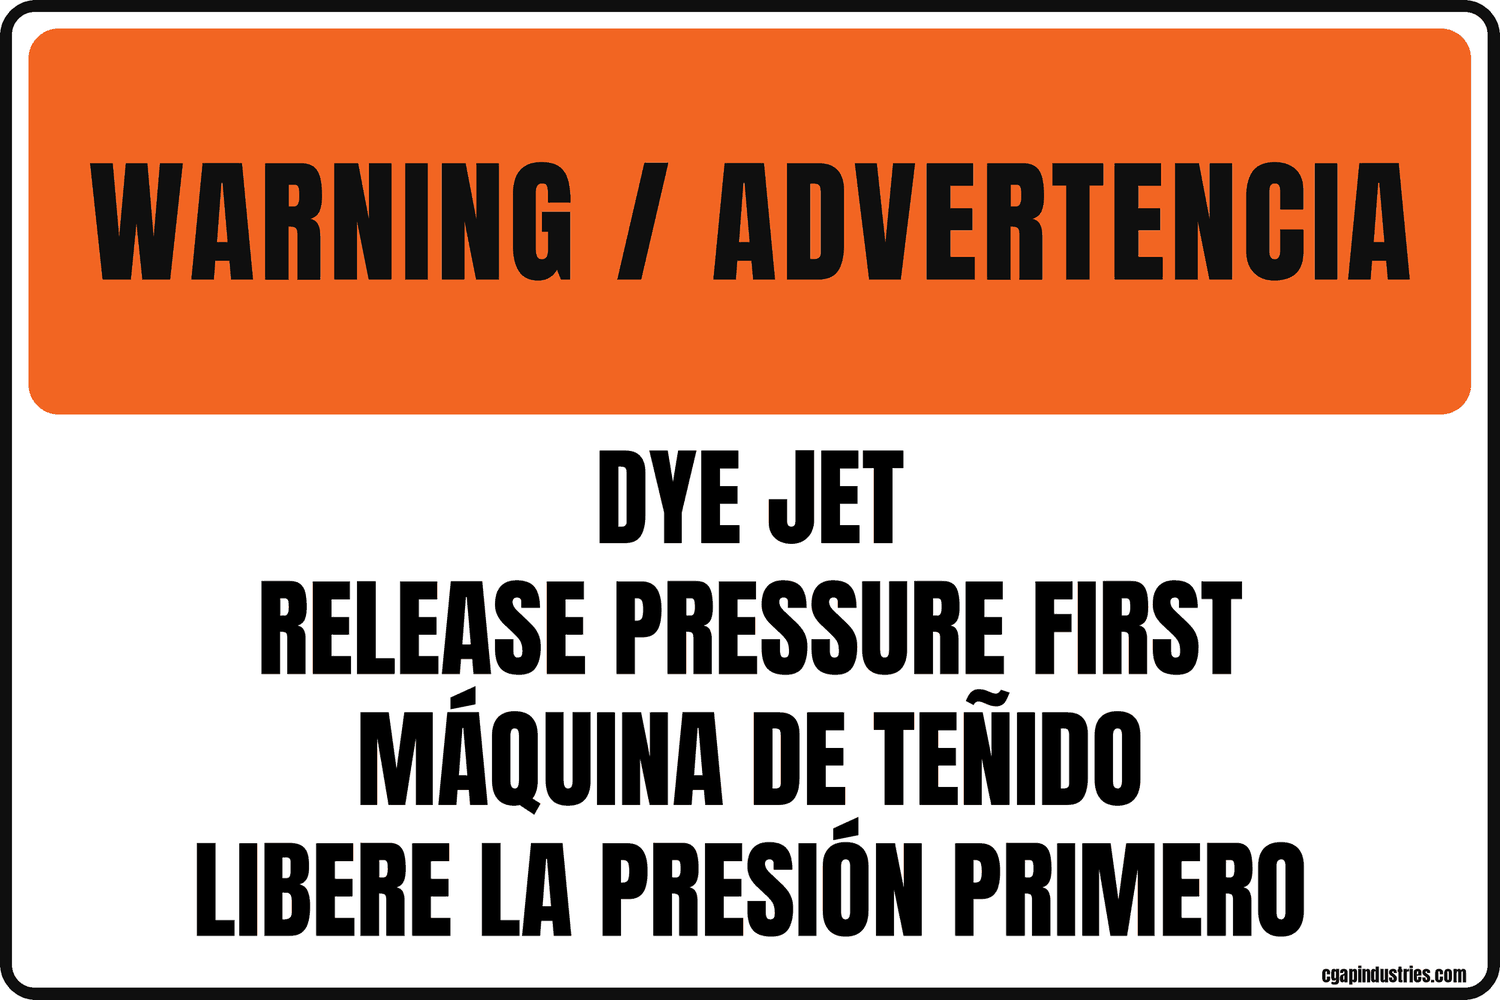 WARNING / ADVERTENCIA
DYE JET
RELEASE PRESSURE FIRST
MÁQUINA DE TEÑIDO
LIBERE LA PRESIÓN PRIMERO
cgapindustries.com